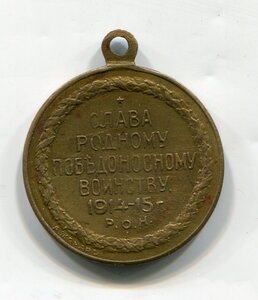 СЛАВА
РОДНОМУ
ПОБѢДОНОСНОМУ
ВОИНСТВУ.
1914-15 г
Р.О.Н.